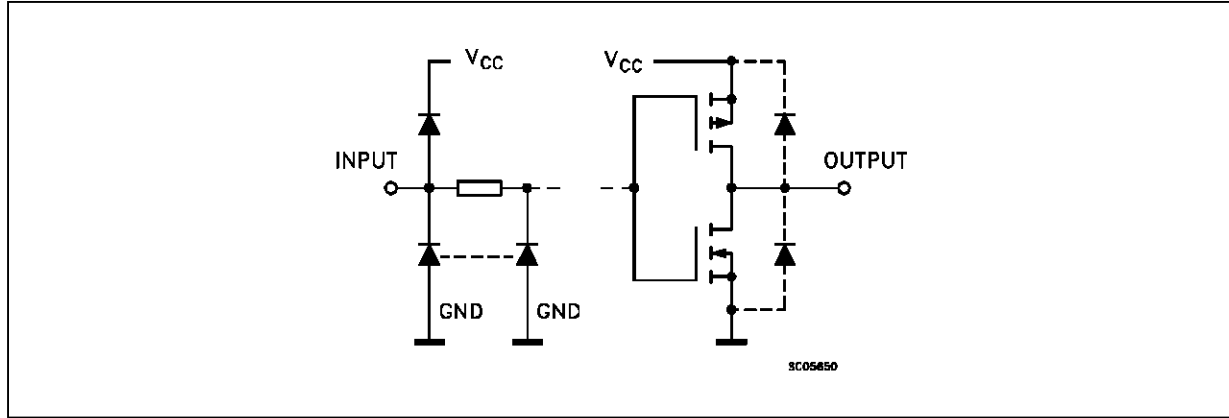 VCC
VCC
INPUT
OUTPUT
GND
GND
SC05850